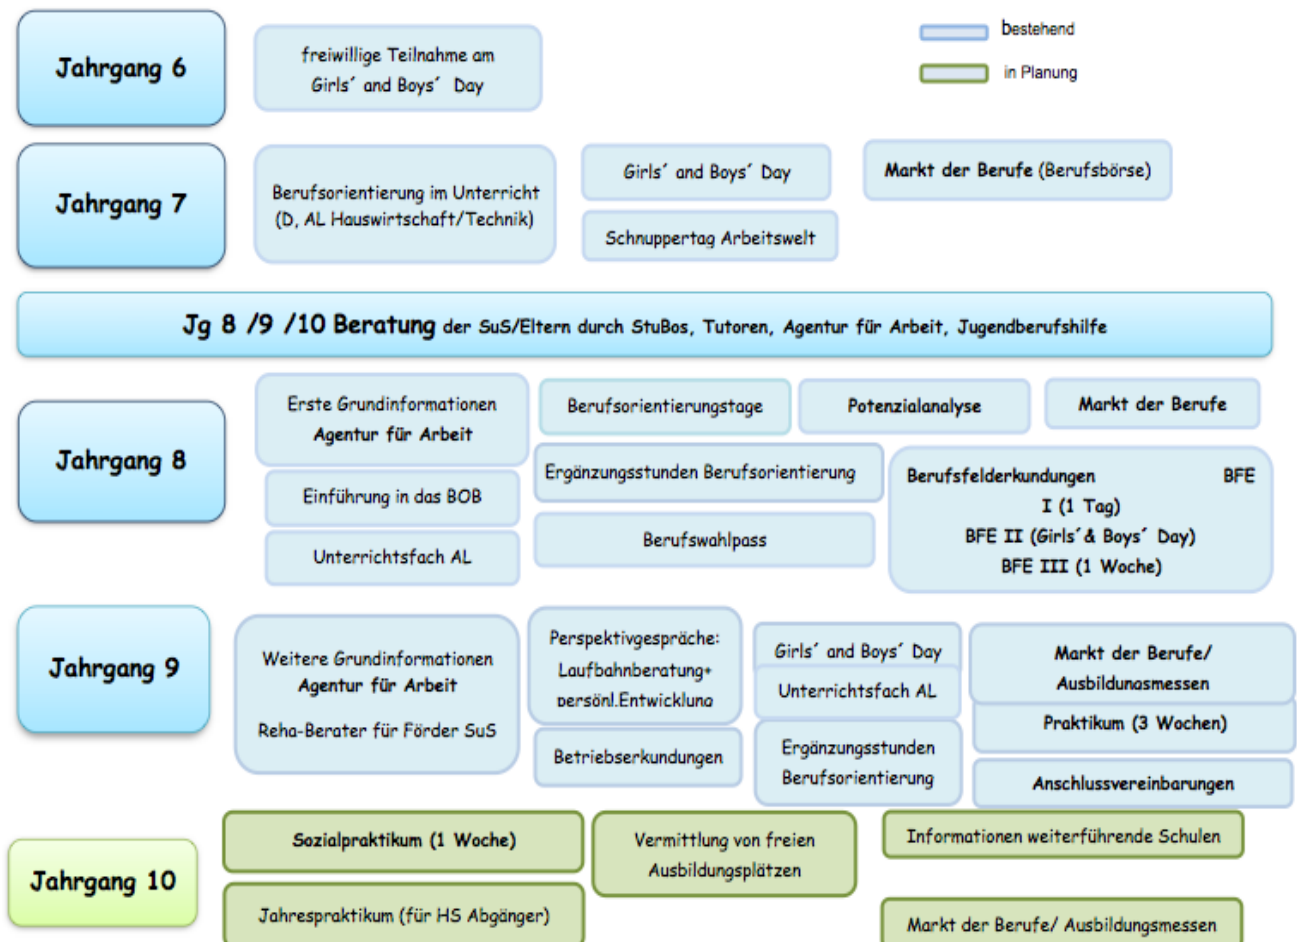 Jahrgang 6
freiwillige Teilnahme am
Girls´ and Boys´ Day
bestehend
in Planung
Jahrgang 7
Berufsorientierung im Unterricht
(D, AL Hauswirtschaft/Technik)
Girls´ and Boys´ Day
Schnuppertag Arbeitswelt
Markt der Berufe (Berufsbörse)
Jg 8 /9 /10 Beratung der SuS/Eltern durch StuBos, Tutoren, Agentur für Arbeit, Jugendberufshilfe
Jahrgang 8
Erste Grundinformationen
Agentur für Arbeit
Einführung in das BOB
Unterrichtsfach AL
Berufsorientierungstage
Ergänzungsstunden Berufsorientierung
Berufswahlpass
Potenzialanalyse
Markt der Berufe
Berufsfelderkundungen BFE
I (1 Tag)
BFE II (Girls´& Boys´ Day)
BFE III (1 Woche)
Jahrgang 9
Weitere Grundinformationen
Agentur für Arbeit
Reha-Berater für Förder SuS
Perspektivgespräche:
Laufbahnberatung+
persönl.Entwicklung
Betriebserkundungen
Girls´ and Boys´ Day
Unterrichtsfach AL
Ergänzungsstunden
Berufsorientierung
Markt der Berufe/
Ausbildungsmessen
Praktikum (3 Wochen)
Anschlussvereinbarungen
Jahrgang 10
Sozialpraktikum (1 Woche)
Jahrespraktikum (für HS Abgänger)
Vermittlung von freien
Ausbildungsplätzen
Informationen weiterführende Schulen
Markt der Berufe/ Ausbildungsmessen